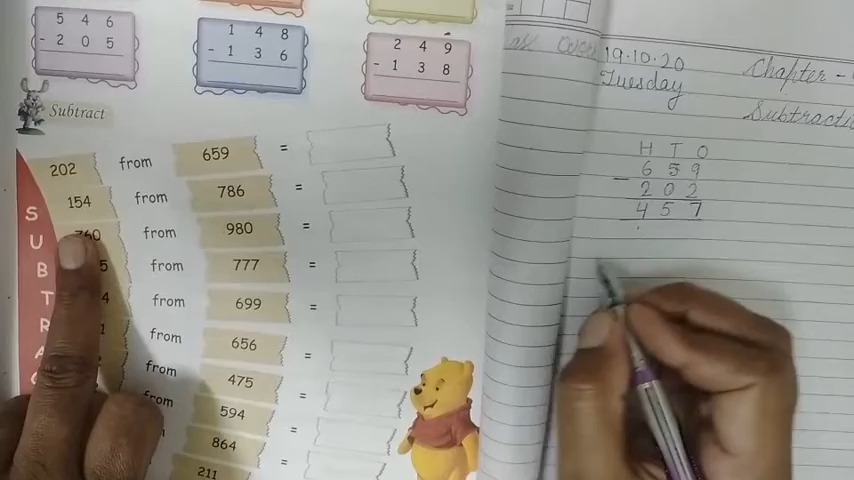 5 4 6
- 2 0 5
1 4 8
- 1 3 6
2 4 9
- 1 3 8
Subtract
202 from 659 =
154 from 786 =
760 from 980 =
from 777 =
from 699 =
from 656 =
from 475 =
from 594 =
864 =
211
S
U
B
T
R
A
19.10.20
Tuesday
Chapter -
Subtracti
H T O
6 5 9
- 2 0 2
4 5 7